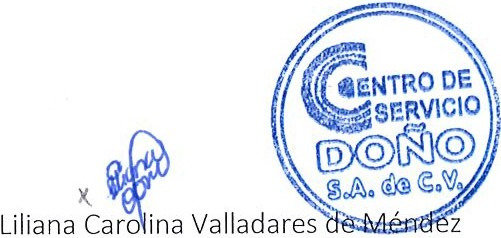 CENTRO DE
SERVICIO
DOÑO
S.A. de C.V.
x
Liliana Carolina Valladares de Méndez